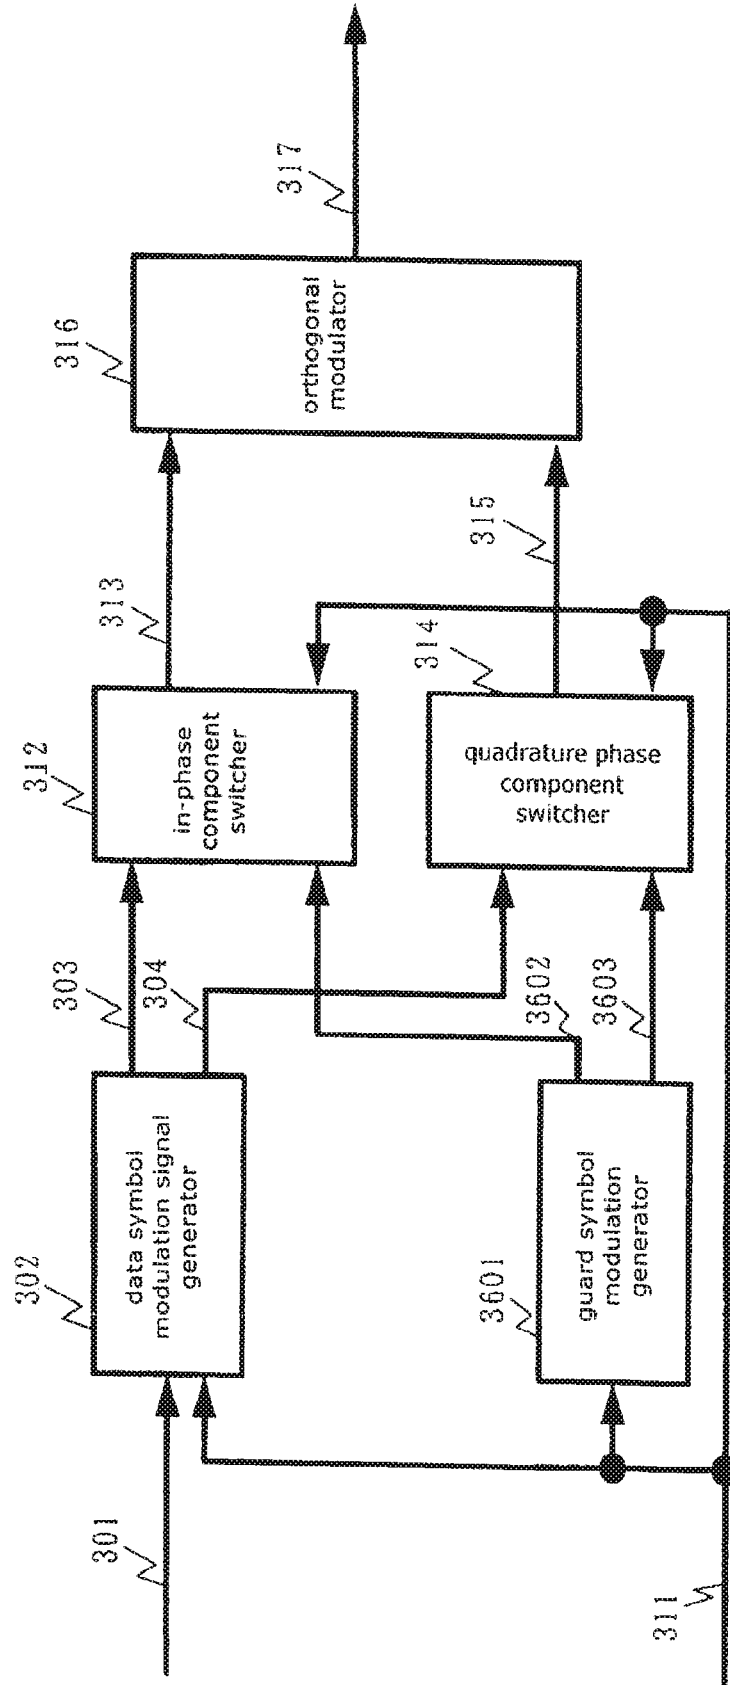 301
302
data symbol
modulation signal
generator
303
304
312
in-phase
component
switcher
313
316
orthogonal
modulator
317
3601
guard symbol
modulation
generator
3602
3603
314
quadrature phase
component
switcher
315
311